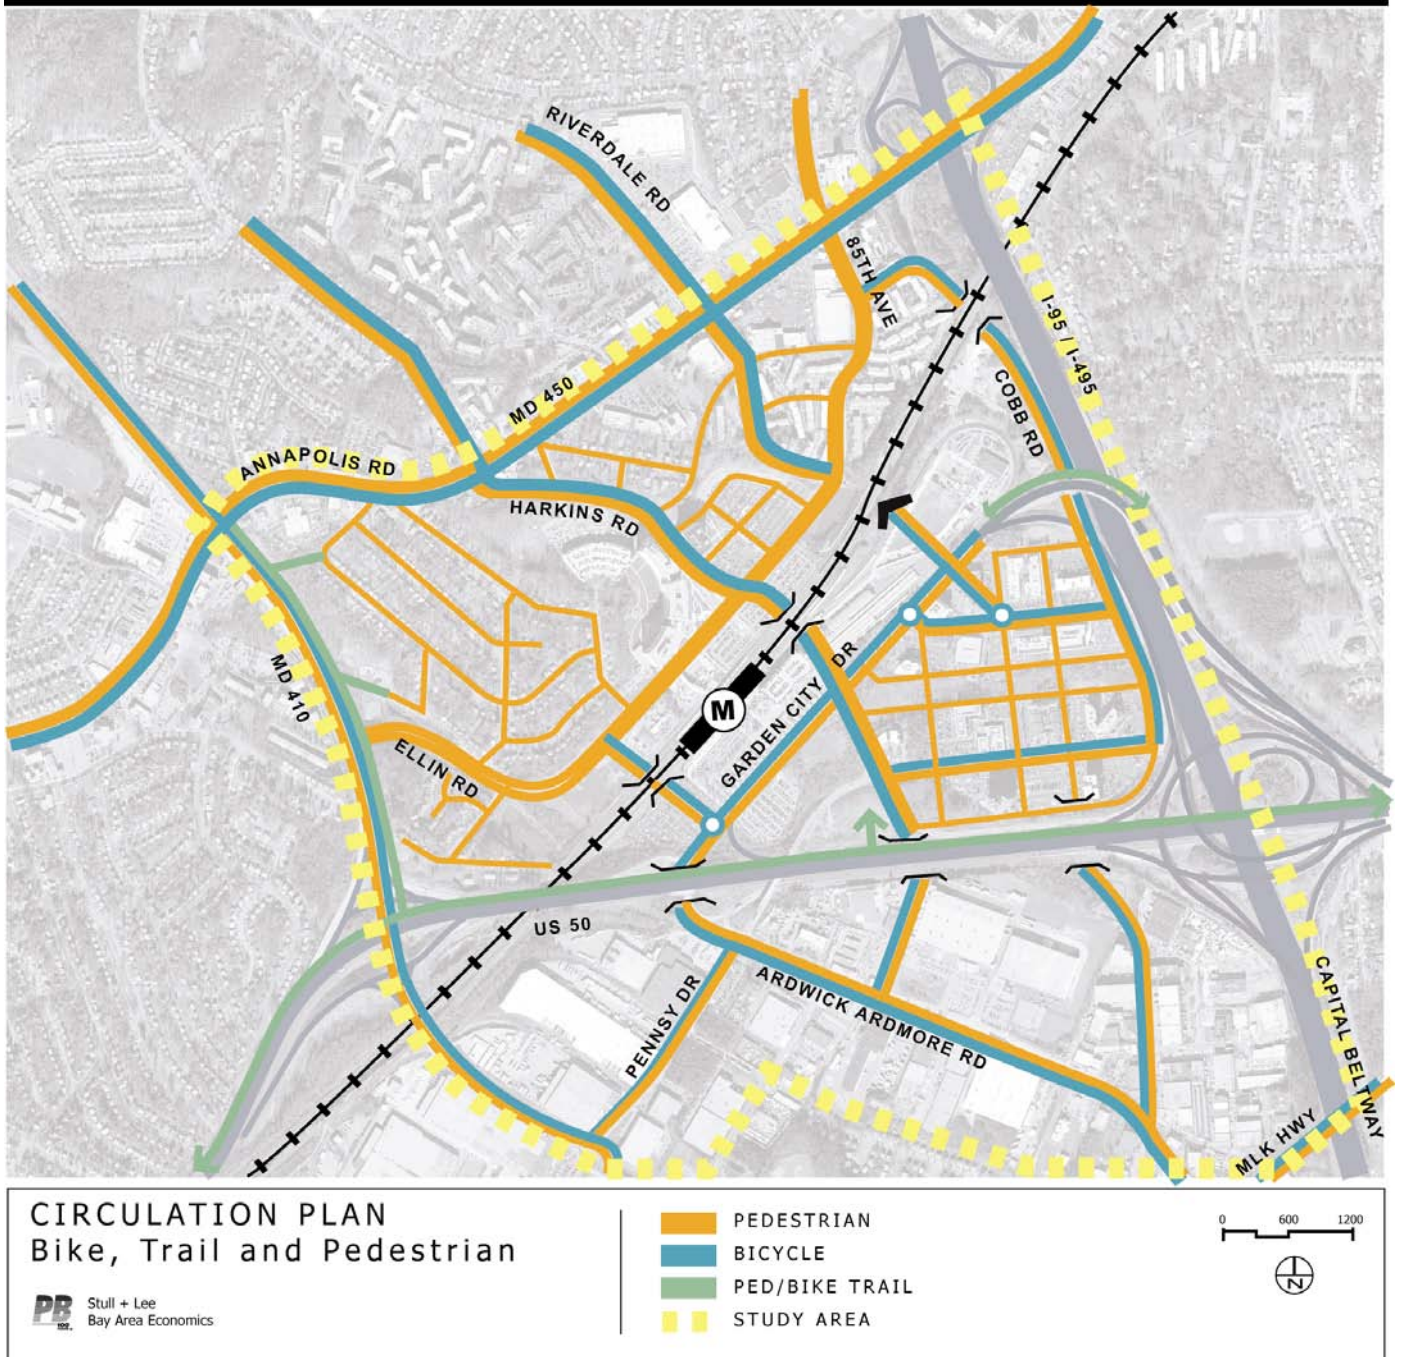 RIVERDALE RD
85TH AVE
I-95 / I-495
COBB RD
MD 450
ANNAPOLIS RD
HARKINS RD
MD 410
GARDEN CITY DR
M
ELLIN RD
US 50
PENNSY DR
ARDWICK ARDMORE RD
CAPITAL BELTWAY
MLK HWY
CIRCULATION PLAN
Bike, Trail and Pedestrian
PB
Stull + Lee
Bay Area Economics
PEDESTRIAN
BICYCLE
PED/BIKE TRAIL
STUDY AREA
0 600 1200
N